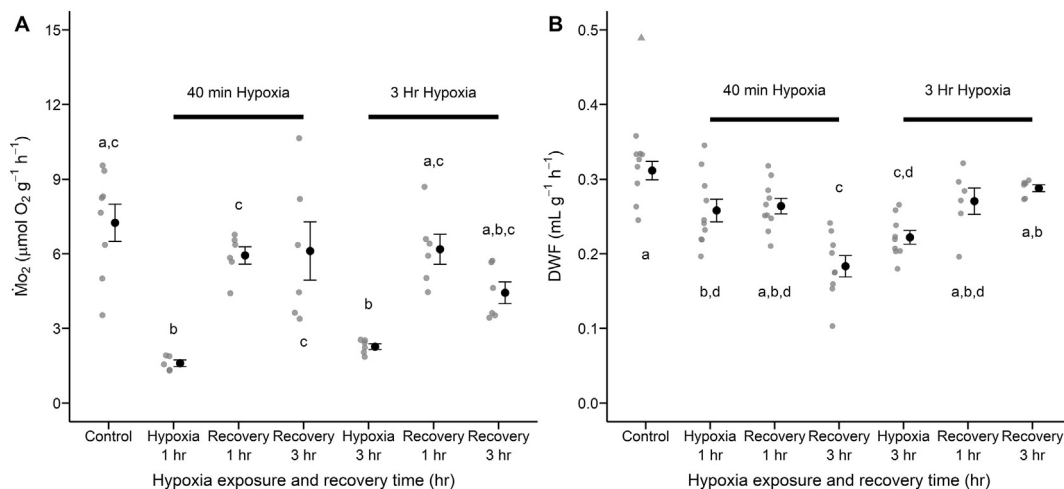 A
15
12
9
6
3
0
ṀO₂ (μmol O₂ g⁻¹ h⁻¹)
40 min Hypoxia
3 Hr Hypoxia
a,c
b
c
c
b
a,c
a,b,c
Control
Hypoxia
1 hr
Recovery
1 hr
Recovery
3 hr
Hypoxia
3 hr
Recovery
1 hr
Recovery
3 hr
Hypoxia exposure and recovery time (hr)
B
0.5
0.4
0.3
0.2
0.1
0.0
DWF (mL g⁻¹ h⁻¹)
40 min Hypoxia
3 Hr Hypoxia
a
b,d
a,b,d
c
c,d
a,b,d
a,b
Control
Hypoxia
1 hr
Recovery
1 hr
Recovery
3 hr
Hypoxia
3 hr
Recovery
1 hr
Recovery
3 hr
Hypoxia exposure and recovery time (hr)